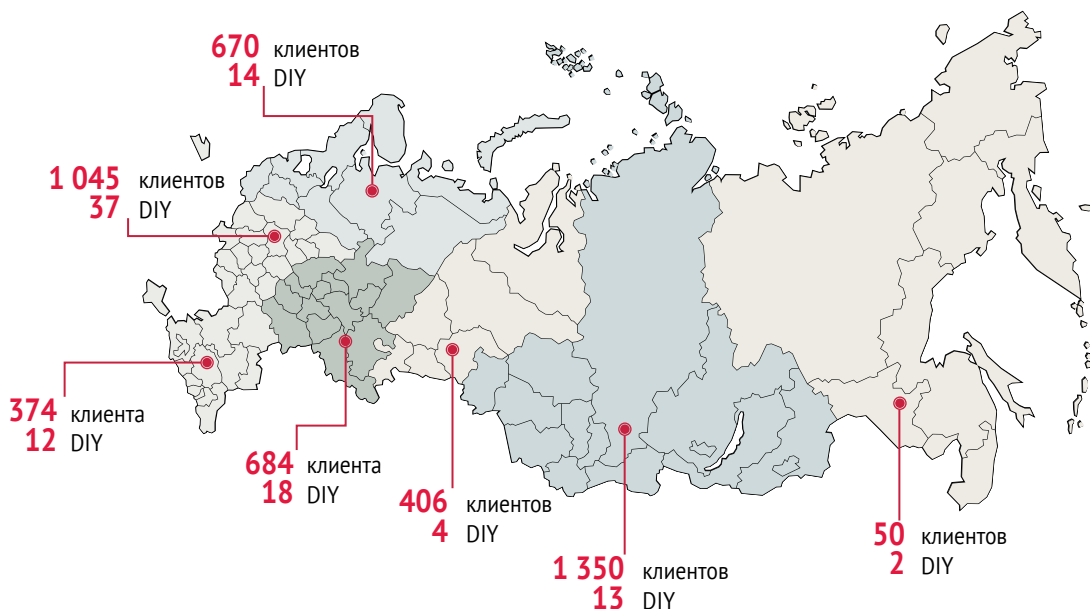 670 клиентов
14 DIY
1 045 клиентов
37 DIY
374 клиента
12 DIY
684 клиента
18 DIY
406 клиентов
4 DIY
1 350 клиентов
13 DIY
50 клиентов
2 DIY